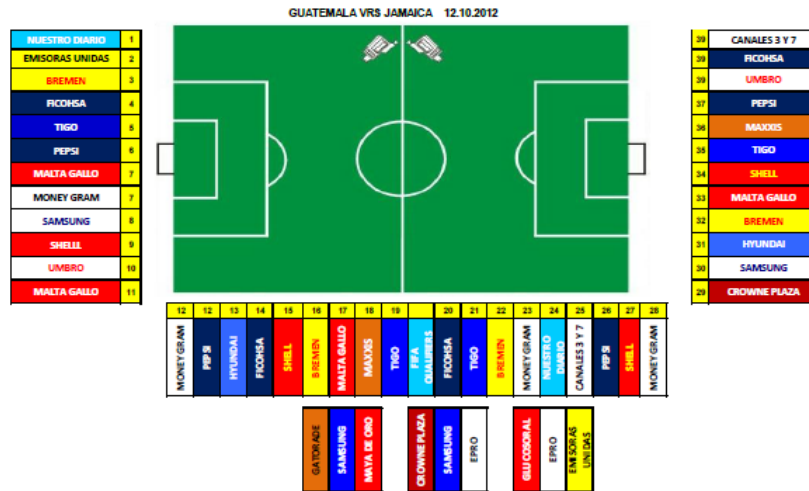 GUATEMALA VRS JAMAICA 12.10.2012
NUESTRO DIARIO 1
EMISORAS UNIDAS 2
BREMEN 3
FICOHSA 4
TIGO 5
PEPSI 6
MALTA GALLO 7
MONEY GRAM 7
SAMSUNG 8
SHELLL 9
UMBRO 10
MALTA GALLO 11
39 CANALES 3 Y 7
39 FICOHSA
39 UMBRO
37 PEPSI
36 MAXXIS
35 TIGO
34 SHELL
33 MALTA GALLO
32 BREMEN
31 HYUNDAI
30 SAMSUNG
29 CROWNE PLAZA
12 12 13 14 15 16 17 18 19 20 21 22 23 24 25 26 27 28
MONEY GRAM
PEPSI
HYUNDAI
FICOHSA
SHELL
BREMEN
MALTA GALLO
MAXXIS
TIGO
FIFA
QUALIFIERS
FICOHSA
TIGO
BREMEN
MONEY GRAM
NUESTRO
DIARIO
CANALES 3 Y 7
PEPSI
SHELL
MONEY GRAM
GATORADE
SAMSUNG
MAYA DE ORO
CROWNE PLAZA
SAMSUNG
EPRO
GLUCOSORAL
EPRO
EMISORAS
UNIDAS